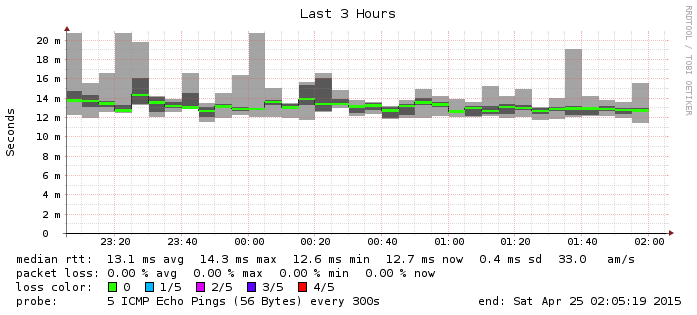 Last 3 Hours
RRDTOOL / TOBI OETIKER
Seconds
20 m
18 m
16 m
14 m
12 m
10 m
8 m
6 m
4 m
2 m
0
23:20 23:40 00:00 00:20 00:40 01:00 01:20 01:40 02:00
median rtt: 13.1 ms avg 14.3 ms max 12.6 ms min 12.7 ms now 0.4 ms sd 33.0 am/s
packet loss: 0.00 % avg 0.00 % max 0.00 % min 0.00 % now
loss color: 0 1/5 2/5 3/5 4/5
probe: 5 ICMP Echo Pings (56 Bytes) every 300s end: Sat Apr 25 02:05:19 2015